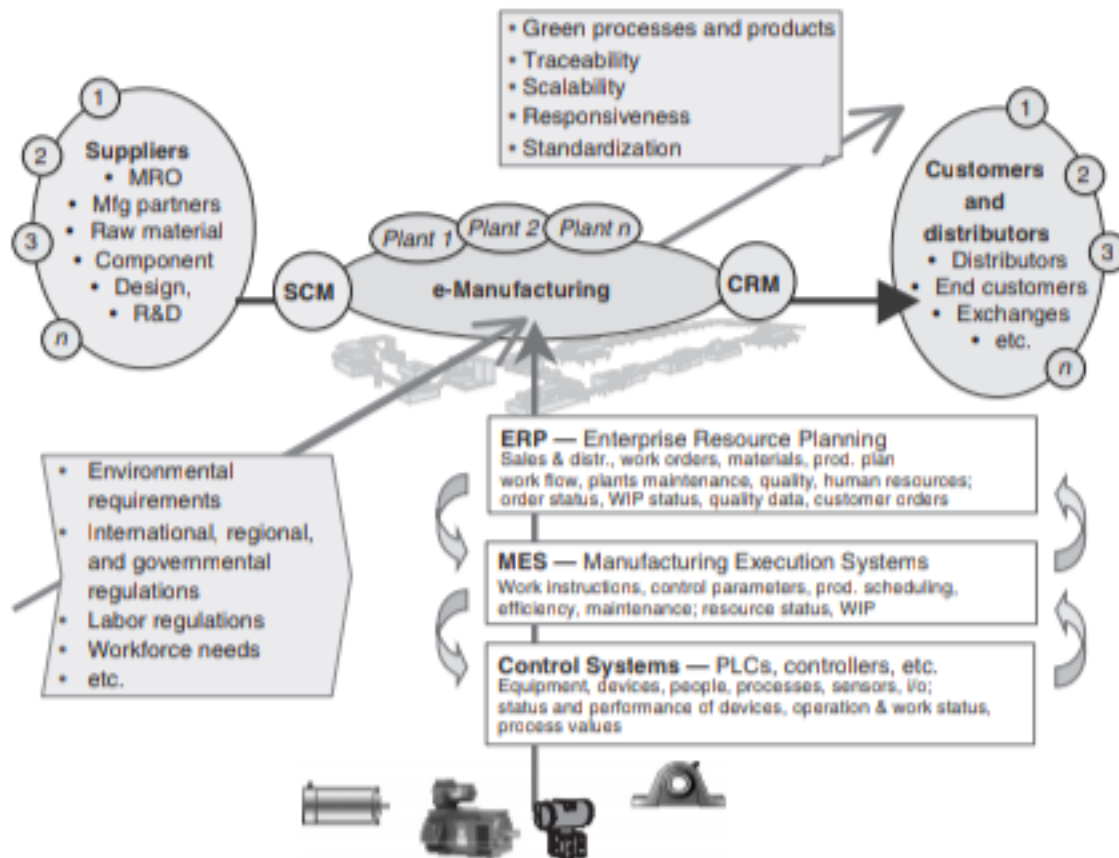 • Green processes and products
• Traceability
• Scalability
• Responsiveness
• Standardization
1
2
3
n
Suppliers
• MRO
• Mfg partners
• Raw material
• Component
• Design,
• R&D
SCM
Plant 1
Plant 2
Plant n
e-Manufacturing
CRM
1
2
3
n
Customers
and
distributors
• Distributors
• End customers
• Exchanges
• etc.
• Environmental
requirements
• International, regional,
and governmental
regulations
• Labor regulations
• Workforce needs
• etc.
ERP — Enterprise Resource Planning
Sales & distr., work orders, materials, prod. plan
work flow, plants maintenance, quality, human resources;
order status, WIP status, quality data, customer orders
MES — Manufacturing Execution Systems
Work instructions, control parameters, prod. scheduling,
efficiency, maintenance; resource status, WIP
Control Systems — PLCs, controllers, etc.
Equipment, devices, people, processes, sensors, i/o;
status and performance of devices, operation & work status,
process values